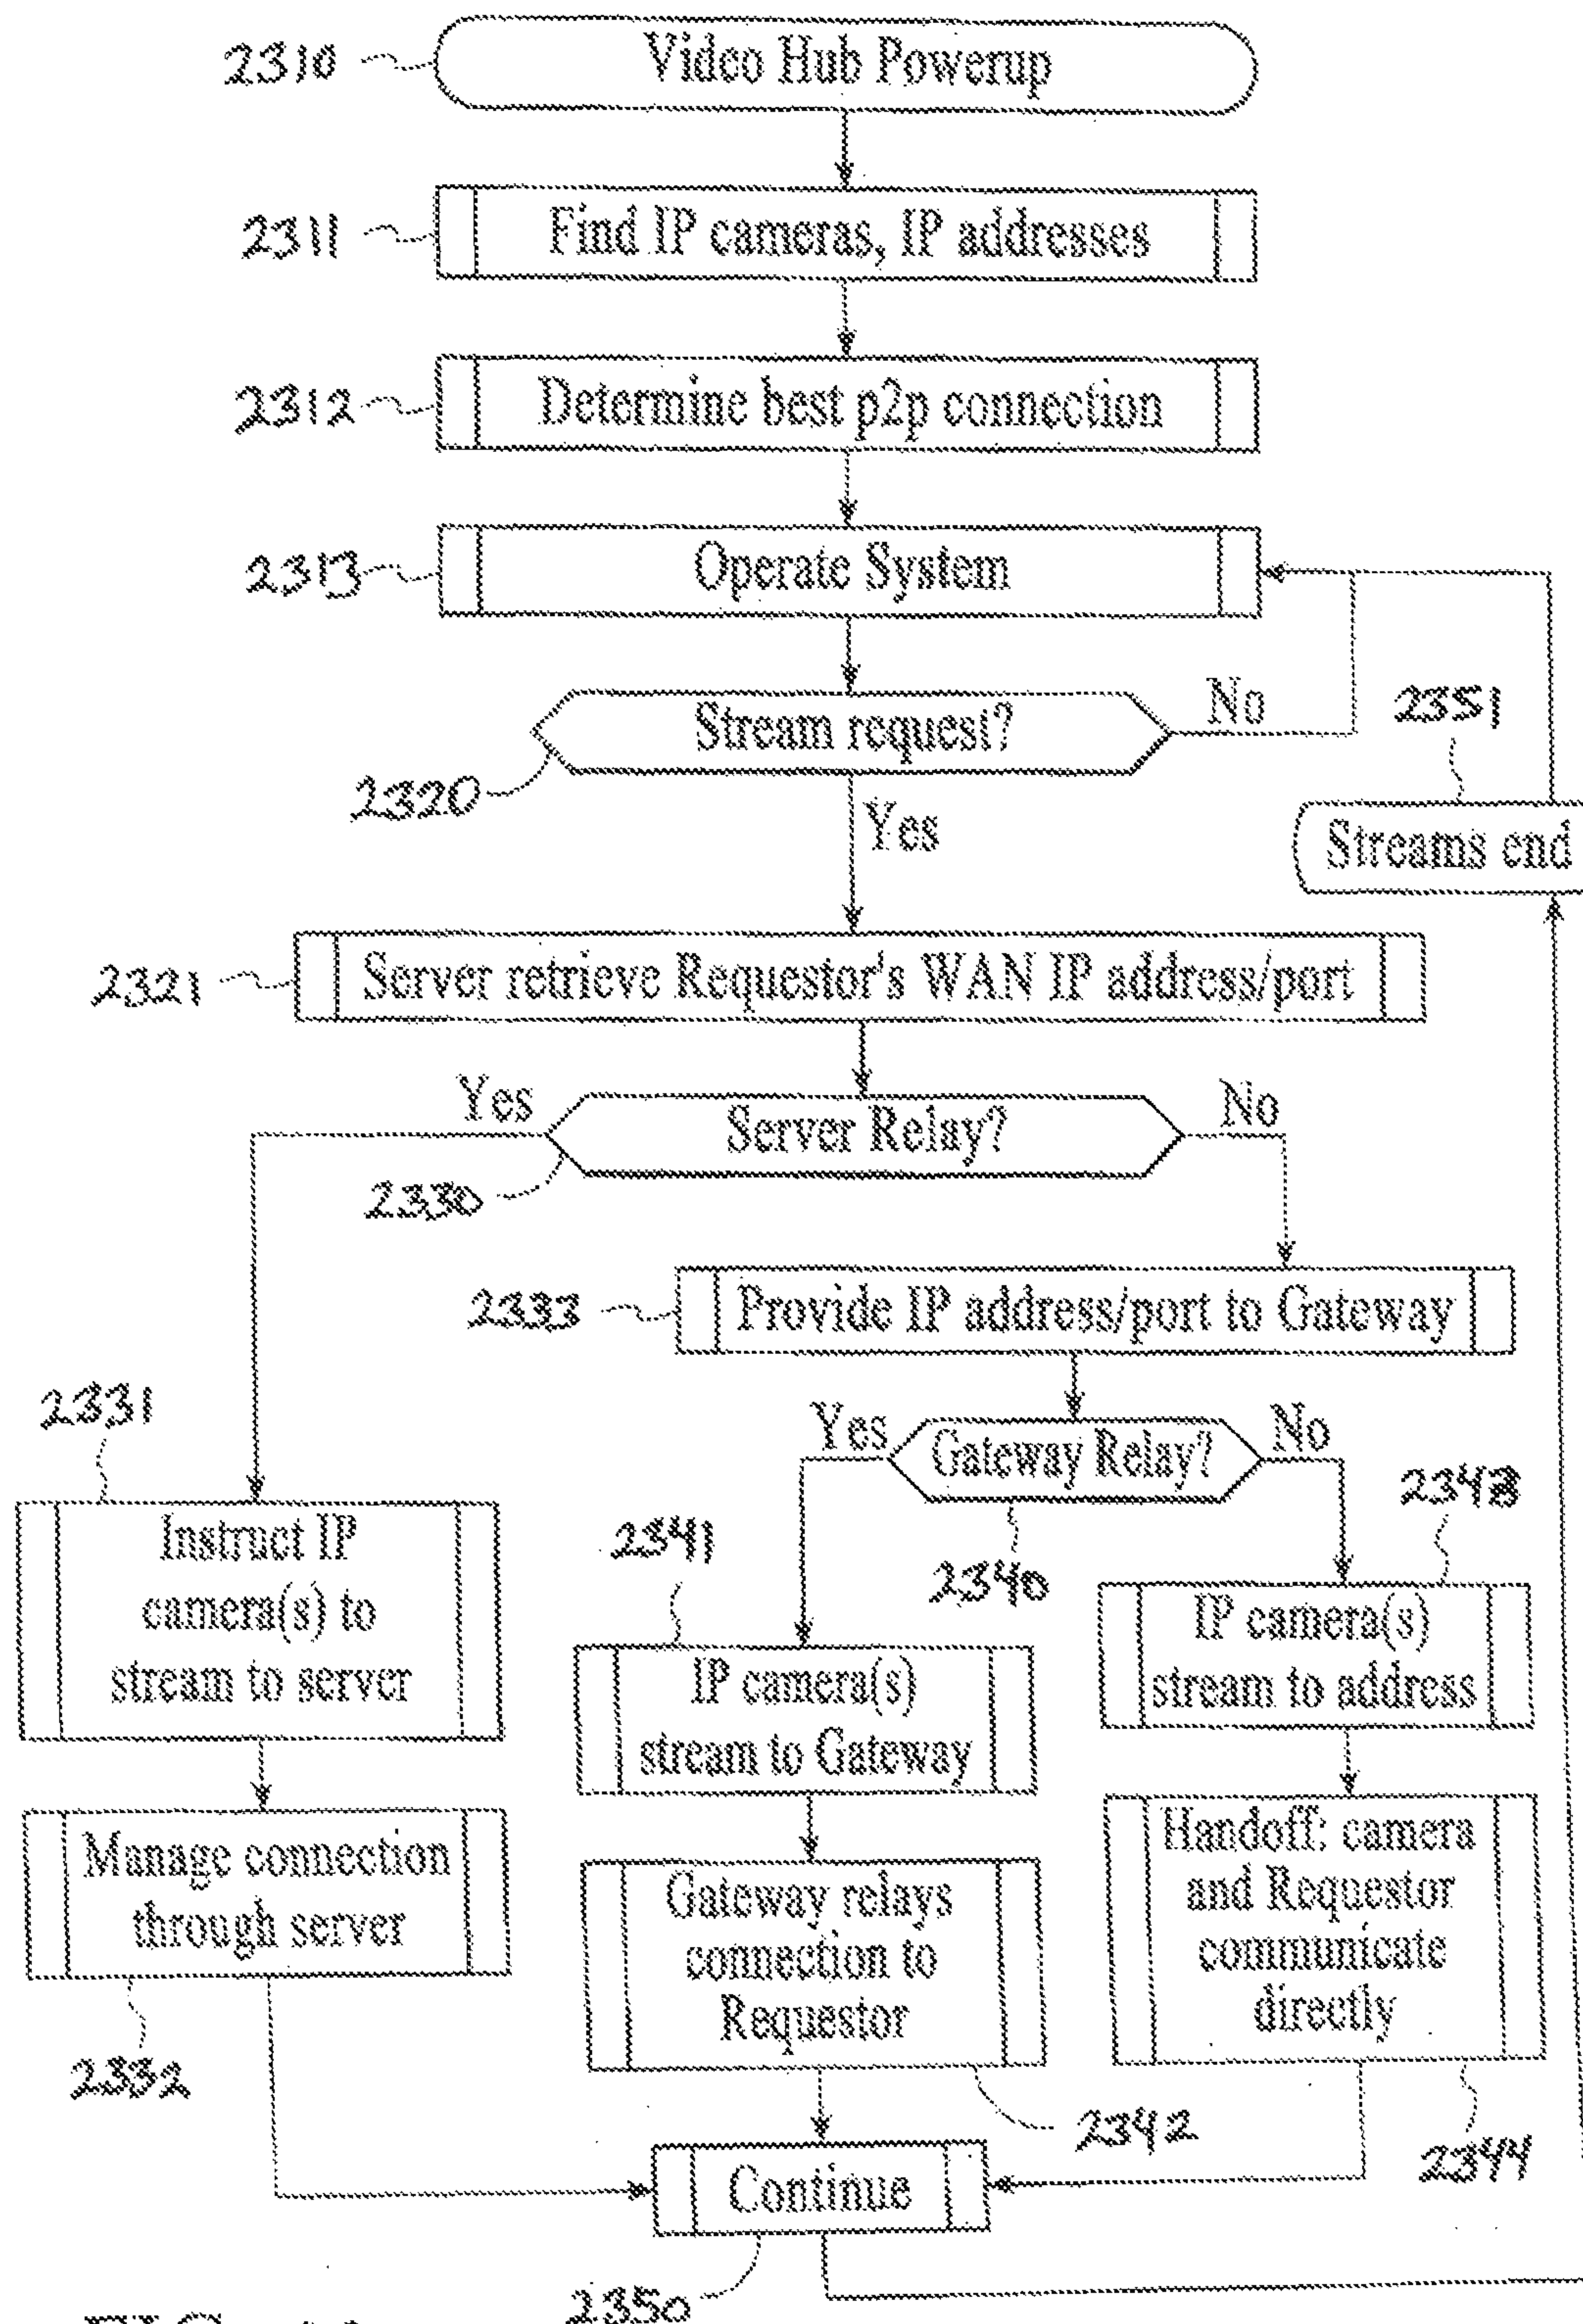 2310
Video Hub Powerup
2311
Find IP cameras, IP addresses
2312
Determine best p2p connection
2313
Operate System
Stream request?
No
2351
2320
Yes
Streams end
2321
Server retrieve Requestor's WAN IP address/port
Yes
Server Relay?
No
2330
2333
Provide IP address/port to Gateway
2331
Yes
Gateway Relay?
No
2343
2341
2340
Instruct IP
camera(s) to
stream to server
IP camera(s)
stream to Gateway
IP camera(s)
stream to address
Manage connection
through server
Gateway relays
connection to
Requestor
Handoff: camera
and Requestor
communicate
directly
2332
2342
2344
Continue
2350